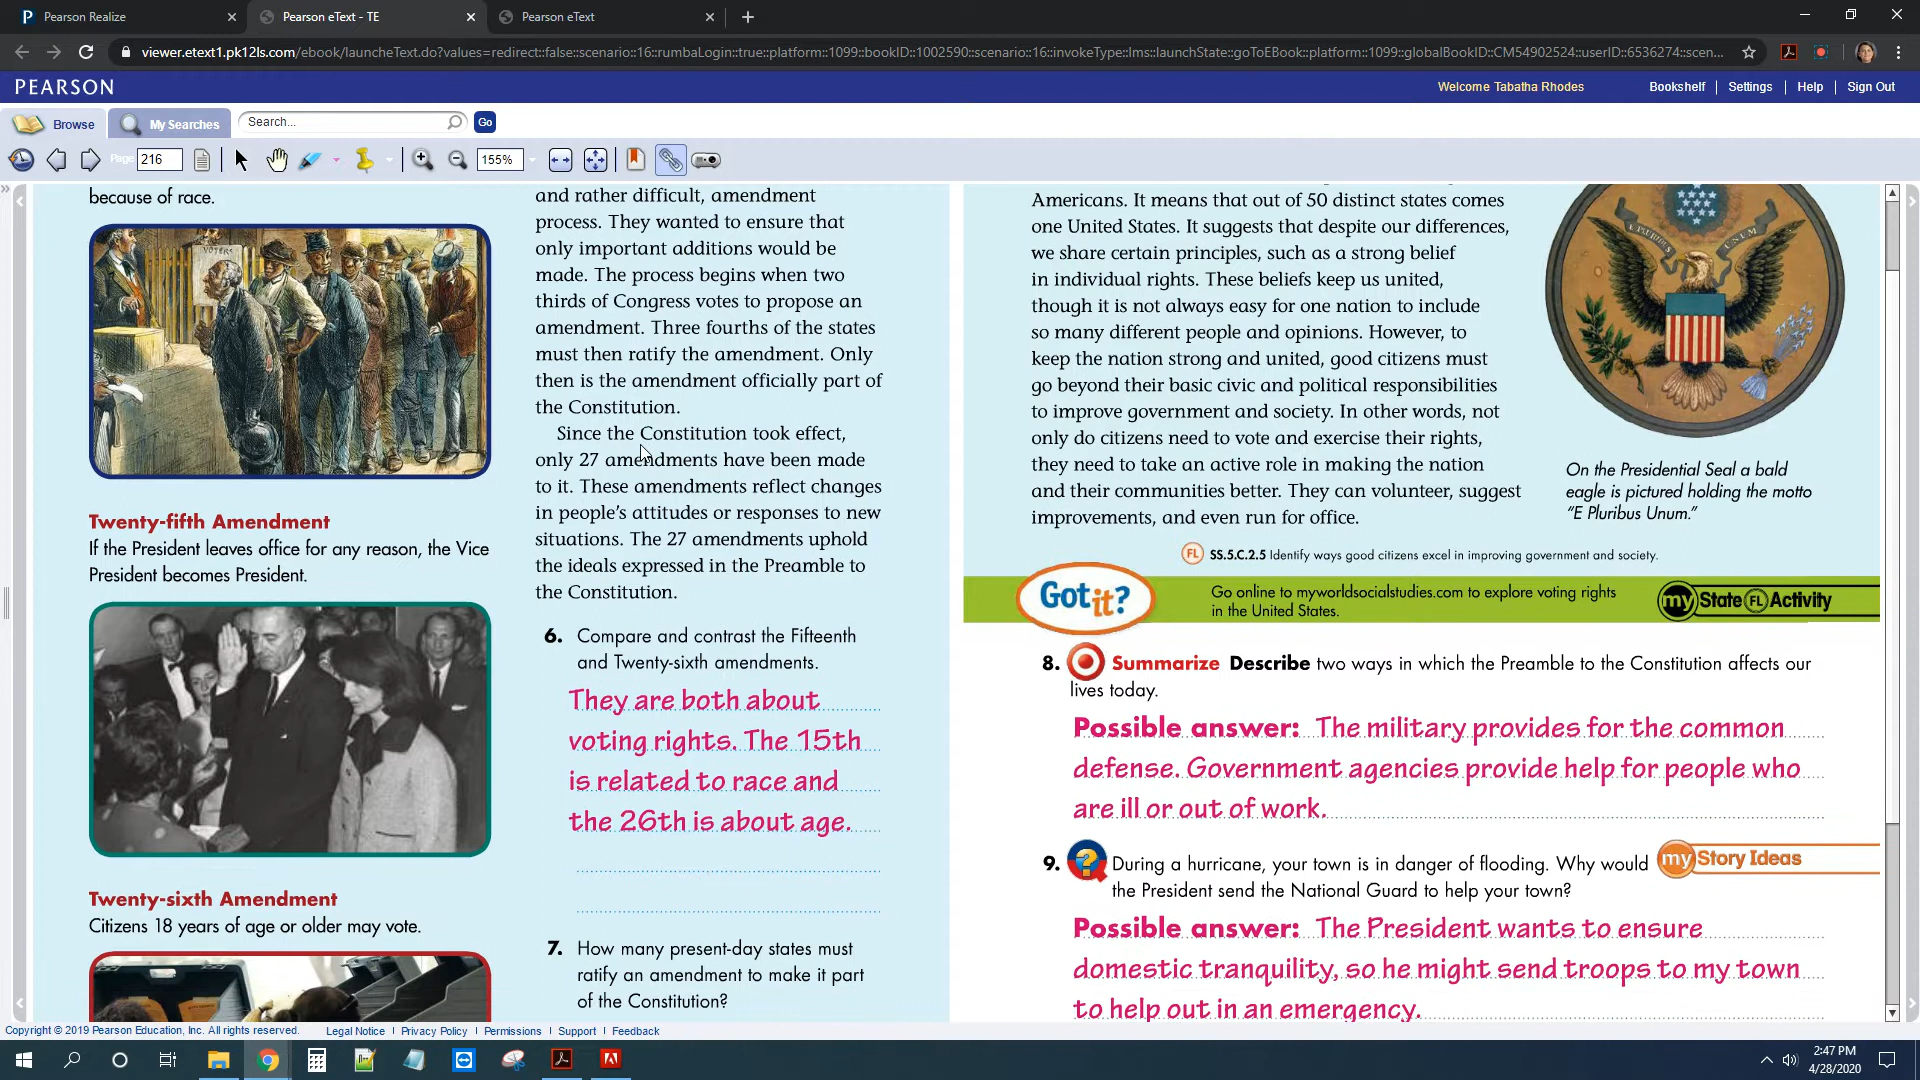 Pearson Realize
Pearson eText - TE
Pearson eText
viewer.etext1.pk12ls.com/ebook/launcheText.do?values=redirect::false::scenario::16::rumbaLogin::true::platform::1099::bookID::1002590::scenario::16::invokeType::lms::launchState::goToEBook::platform::1099::globalBookID::CM54902524::userID::6536274::scen...
PEARSON
Welcome Tabatha Rhodes
Bookshelf | Settings | Help | Sign Out
Browse
My Searches
Search...
Go
Page 216
155%
because of race.
VOTERS
Twenty-fifth Amendment
If the President leaves office for any reason, the Vice
President becomes President.
Twenty-sixth Amendment
Citizens 18 years of age or older may vote.
and rather difficult, amendment
process. They wanted to ensure that
only important additions would be
made. The process begins when two
thirds of Congress votes to propose an
amendment. Three fourths of the states
must then ratify the amendment. Only
then is the amendment officially part of
the Constitution.
Since the Constitution took effect,
only 27 amendments have been made
to it. These amendments reflect changes
in people's attitudes or responses to new
situations. The 27 amendments uphold
the ideals expressed in the Preamble to
the Constitution.
6. Compare and contrast the Fifteenth
and Twenty-sixth amendments.
They are both about
voting rights. The 15th
is related to race and
the 26th is about age.
7. How many present-day states must
ratify an amendment to make it part
of the Constitution?
Americans. It means that out of 50 distinct states comes
one United States. It suggests that despite our differences,
we share certain principles, such as a strong belief
in individual rights. These beliefs keep us united,
though it is not always easy for one nation to include
so many different people and opinions. However, to
keep the nation strong and united, good citizens must
go beyond their basic civic and political responsibilities
to improve government and society. In other words, not
only do citizens need to vote and exercise their rights,
they need to take an active role in making the nation
and their communities better. They can volunteer, suggest
improvements, and even run for office.
E PLURIBUS UNUM
On the Presidential Seal a bald
eagle is pictured holding the motto
"E Pluribus Unum."
FL SS.5.C.2.5 Identify ways good citizens excel in improving government and society.
Got it?
Go online to myworldsocialstudies.com to explore voting rights
in the United States.
my State FL Activity
8. Summarize Describe two ways in which the Preamble to the Constitution affects our
lives today.
Possible answer: The military provides for the common
defense. Government agencies provide help for people who
are ill or out of work.
9. ? During a hurricane, your town is in danger of flooding. Why would
the President send the National Guard to help your town?
my Story Ideas
Possible answer: The President wants to ensure
domestic tranquility, so he might send troops to my town
to help out in an emergency.
Copyright © 2019 Pearson Education, Inc. All rights reserved.
Legal Notice | Privacy Policy | Permissions | Support | Feedback
2:47 PM
4/28/2020